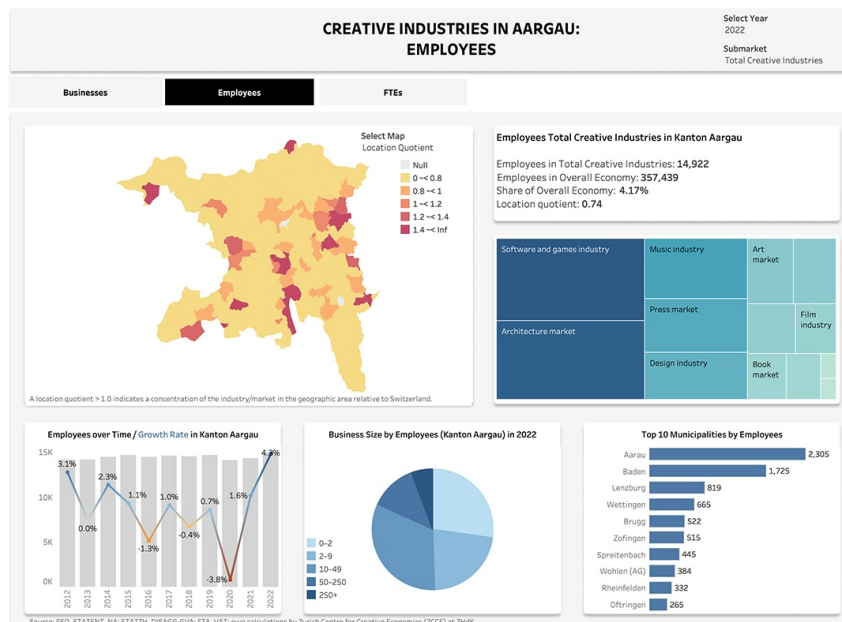 CREATIVE INDUSTRIES IN AARGAU:
EMPLOYEES
Select Year
2022
Submarket
Total Creative Industries
Businesses
Employees
FTEs
Select Map
Location Quotient
Null
0 ~< 0.8
0.8 ~< 1
1 ~< 1.2
1.2 ~< 1.4
1.4 ~< Inf
A location quotient > 1.0 indicates a concentration of the industry/market in the geographic area relative to Switzerland.
Employees Total Creative Industries in Kanton Aargau
Employees in Total Creative Industries: 14,922
Employees in Overall Economy: 357,439
Share of Overall Economy: 4.17%
Location quotient: 0.74
Software and games industry
Architecture market
Music industry
Press market
Design industry
Art
market
Film
industry
Book
market
Employees over Time / Growth Rate in Kanton Aargau
15K
10K
5K
0K
3.1%
0.0%
2.3%
1.1%
-1.3%
1.0%
-0.4%
0.7%
-3.8%
1.6%
4.3%
2012
2013
2014
2015
2016
2017
2018
2019
2020
2021
2022
Business Size by Employees (Kanton Aargau) in 2022
0-2
2-9
10-49
50-250
250+
Top 10 Municipalities by Employees
Aarau 2,305
Baden 1,725
Lenzburg 819
Wettingen 665
Brugg 522
Zofingen 515
Spreitenbach 445
Wohlen (AG) 384
Rheinfelden 332
Oftringen 265